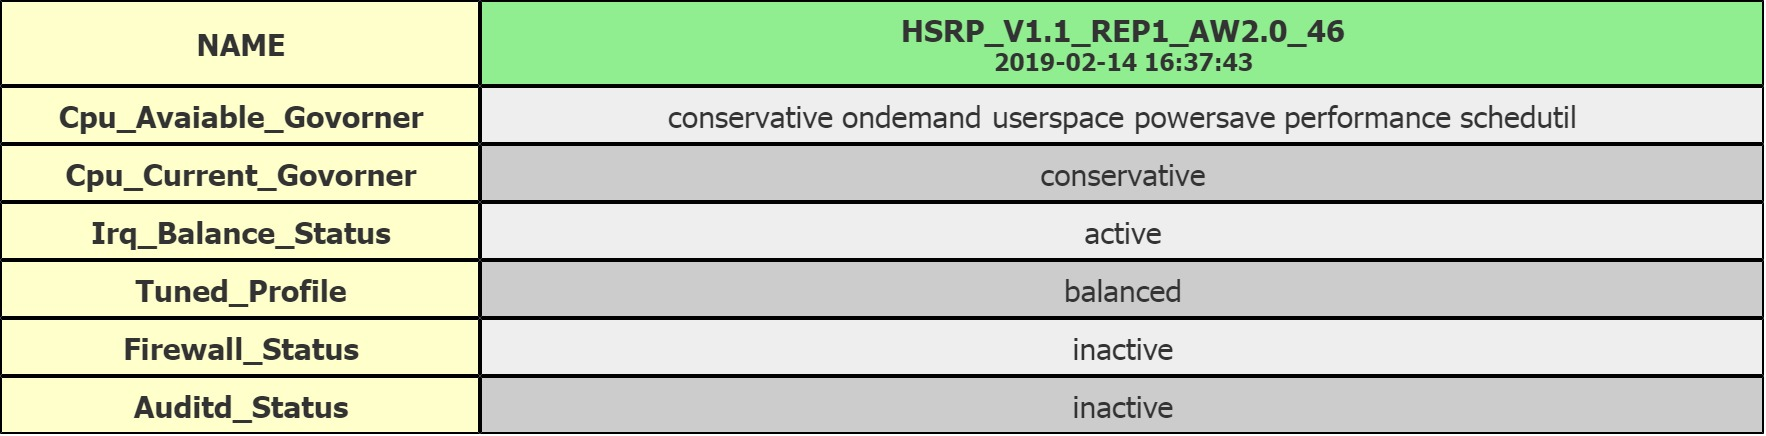 NAME
HSRP_V1.1_REP1_AW2.0_46
2019-02-14 16:37:43
Cpu_Avaiable_Govorner
conservative ondemand userspace powersave performance schedutil
Cpu_Current_Govorner
conservative
Irq_Balance_Status
active
Tuned_Profile
balanced
Firewall_Status
inactive
Auditd_Status
inactive